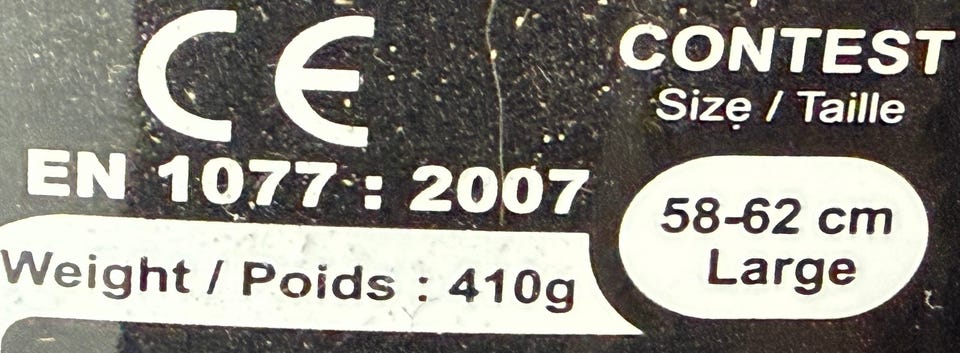 CE
EN 1077 : 2007
Weight / Poids : 410g
CONTEST
Size / Taille
58-62 cm
Large